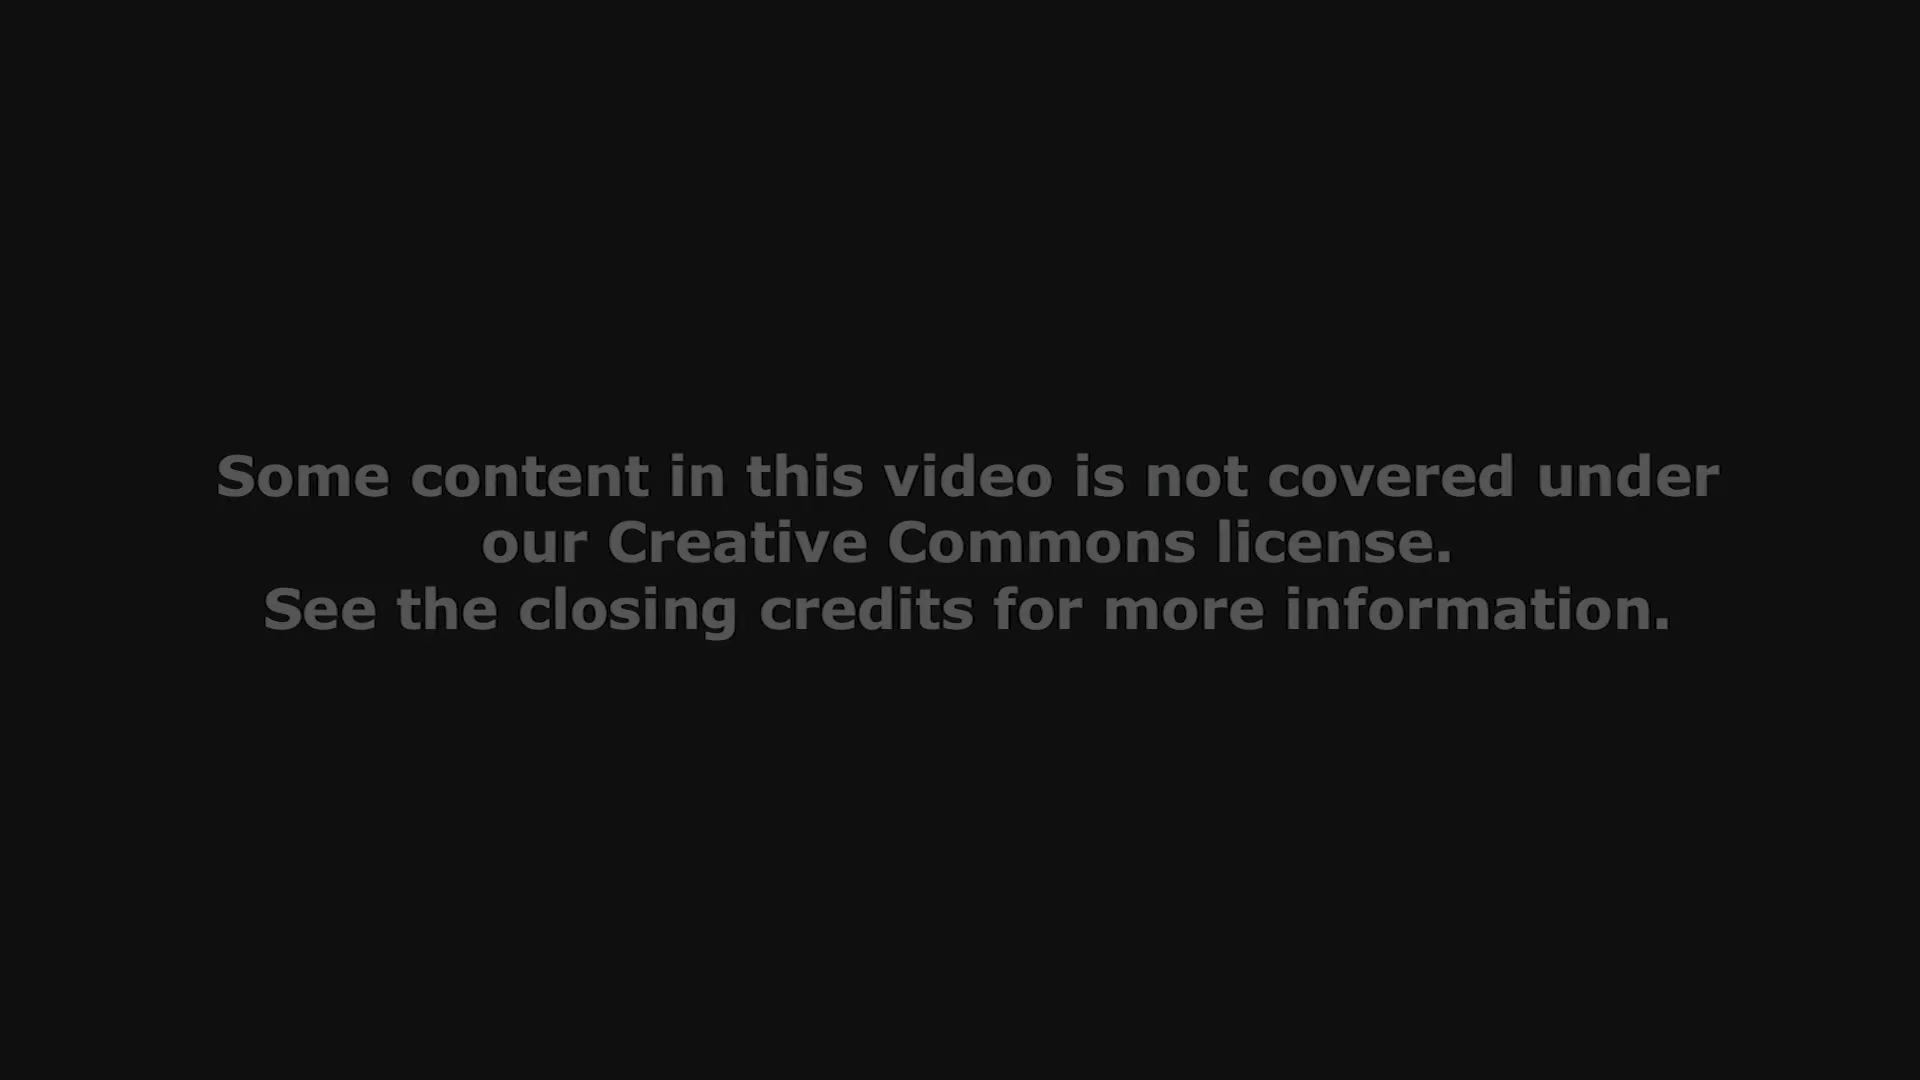 Some content in this video is not covered under
our Creative Commons license.
See the closing credits for more information.